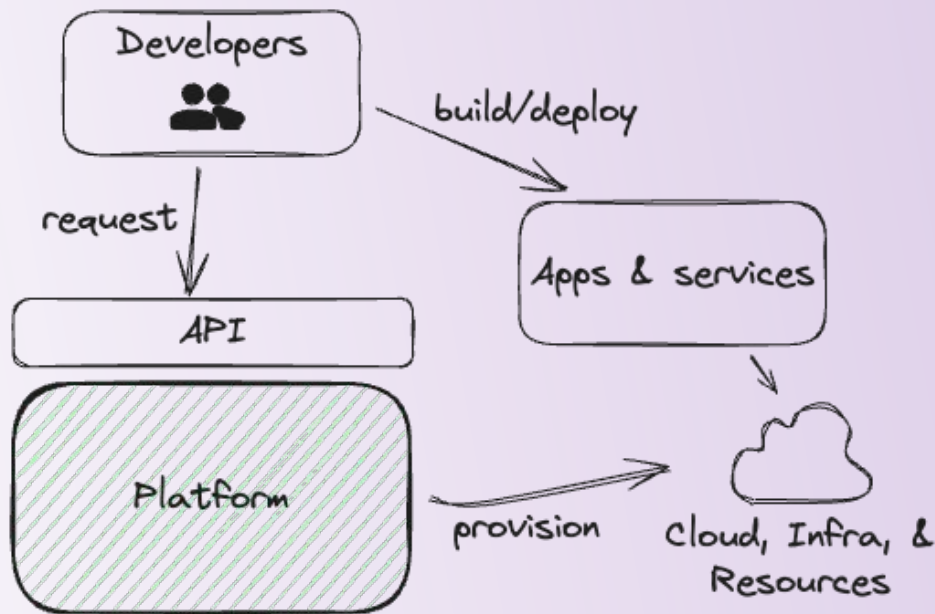 Developers
build/deploy
request
Apps & services
API
Platform
provision
Cloud, Infra, &
Resources